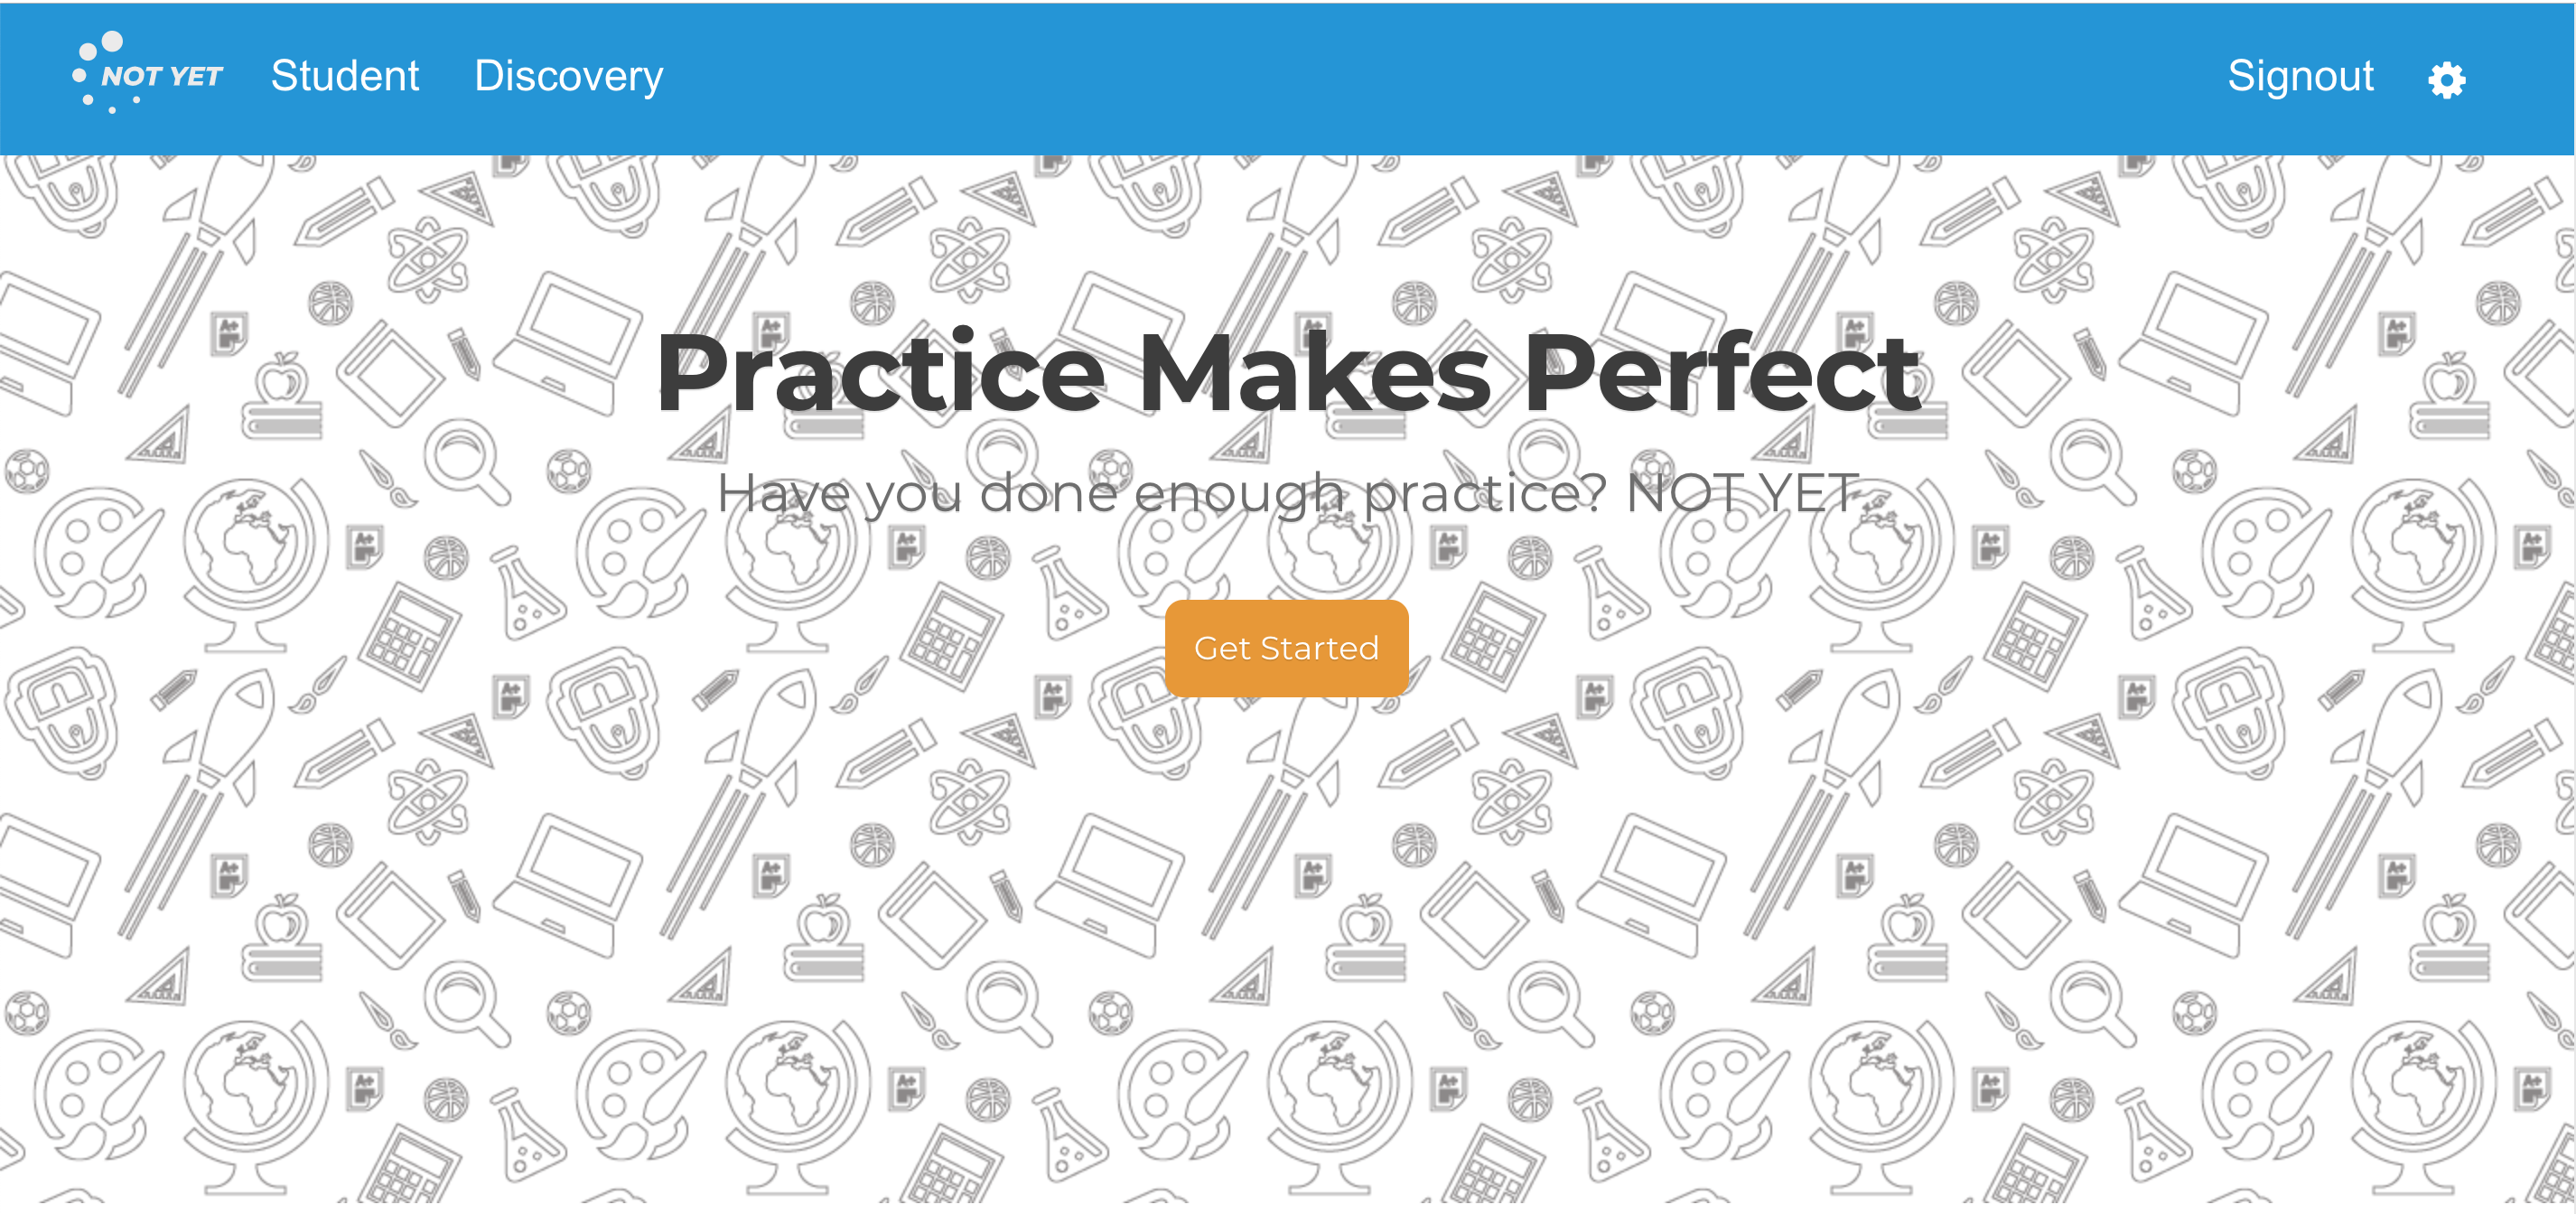 NOT YET
Student
Discovery
Signout
Practice Makes Perfect
Have you done enough practice? NOT YET
Get Started